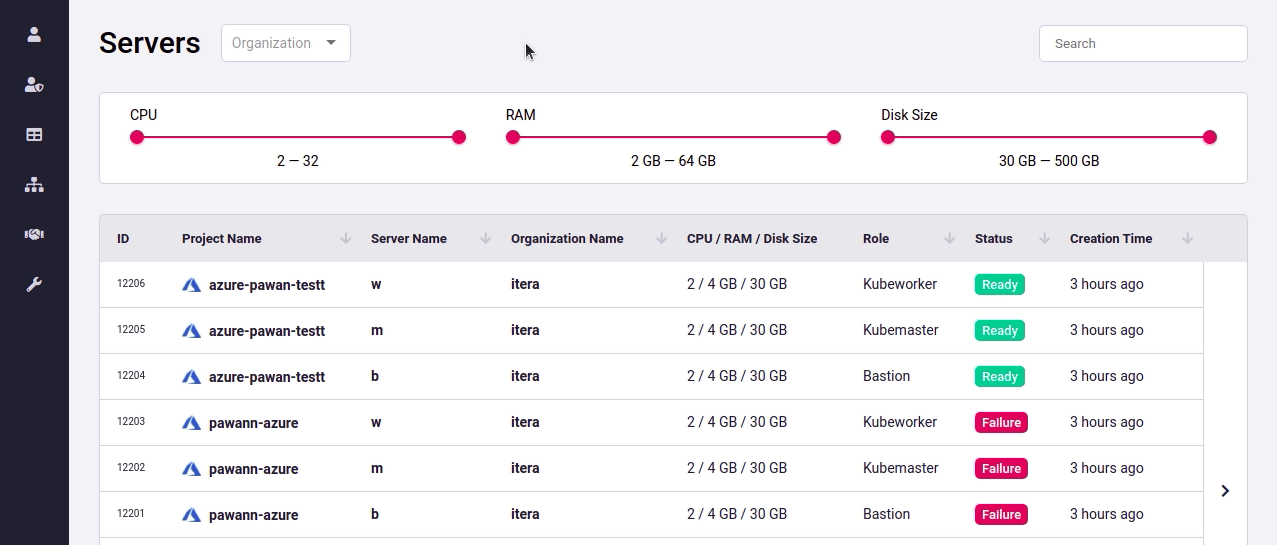 Servers Organization Search
CPU RAM Disk Size
2 — 32 2 GB — 64 GB 30 GB — 500 GB
ID Project Name Server Name Organization Name CPU / RAM / Disk Size Role Status Creation Time
12206 azure-pawan-testt w itera 2 / 4 GB / 30 GB Kubeworker Ready 3 hours ago
12205 azure-pawan-testt m itera 2 / 4 GB / 30 GB Kubemaster Ready 3 hours ago
12204 azure-pawan-testt b itera 2 / 4 GB / 30 GB Bastion Ready 3 hours ago
12203 pawann-azure w itera 2 / 4 GB / 30 GB Kubeworker Failure 3 hours ago
12202 pawann-azure m itera 2 / 4 GB / 30 GB Kubemaster Failure 3 hours ago
12201 pawann-azure b itera 2 / 4 GB / 30 GB Bastion Failure 3 hours ago